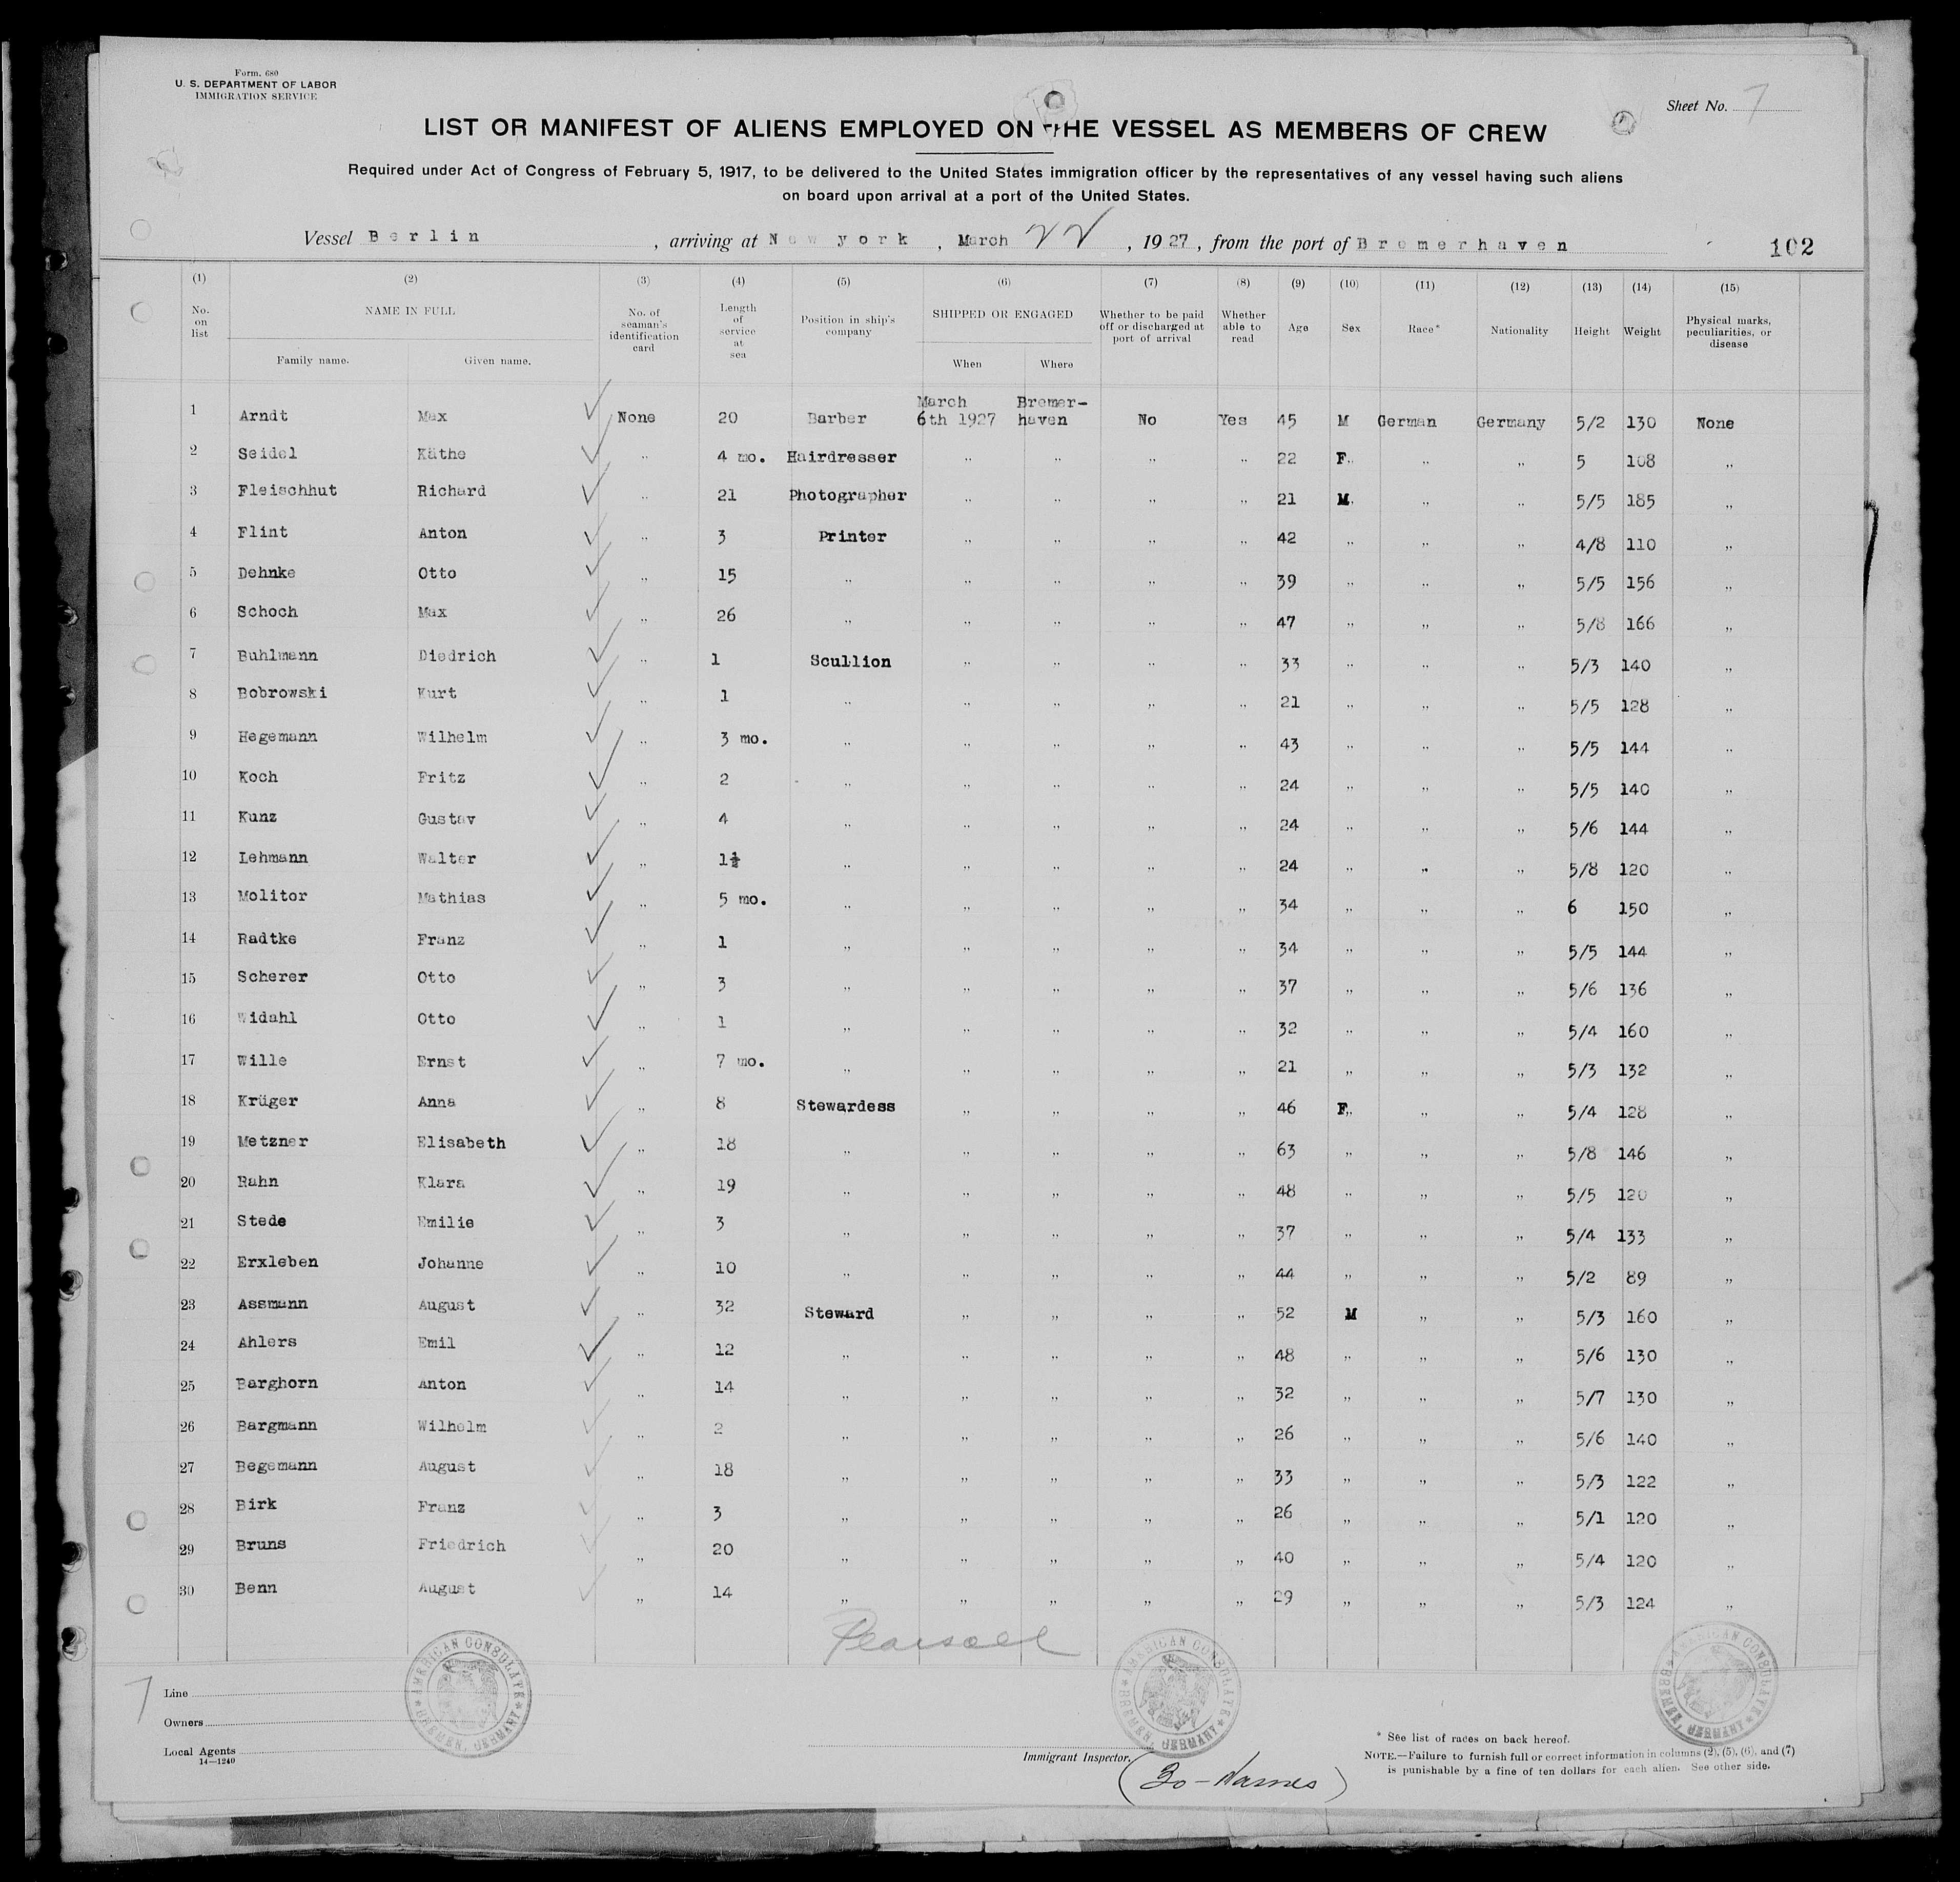 Form. 680
U. S. DEPARTMENT OF LABOR
IMMIGRATION SERVICE
Sheet No. 7
LIST OR MANIFEST OF ALIENS EMPLOYED ON THE VESSEL AS MEMBERS OF CREW
Required under Act of Congress of February 5, 1917, to be delivered to the United States immigration officer by the representatives of any vessel having such aliens
on board upon arrival at a port of the United States.
Vessel Berlin, arriving at New york, March 22, 1927, from the port of Bremerhaven
102
(1) (2) (3) (4) (5) (6) (7) (8) (9) (10) (11) (12) (13) (14) (15)
No. on list NAME IN FULL Family name. Given name. No. of seaman's identification card Length of service at sea Position in ship's company SHIPPED OR ENGAGED When Where Whether to be paid off or discharged at port of arrival Whether able to read Age Sex Race* Nationality Height Weight Physical marks, peculiarities, or disease
1 Arndt Max None 20 Barber March 6th 1927 Bremer-haven No Yes 45 M German Germany 5/2 130 None
2 Seidel Käthe " 4 mo. Hairdresser " " " " 22 F " " 5 108 "
3 Fleischhut Richard " 21 Photographer " " " " 21 M " " 5/5 185 "
4 Flint Anton " 3 Printer " " " " 42 " " " 4/8 110 "
5 Dehnke Otto " 15 " " " " " 39 " " " 5/5 156 "
6 Schoch Max " 26 " " " " " 47 " " " 5/8 166 "
7 Buhlmann Diedrich " 1 Scullion " " " " 33 " " " 5/3 140 "
8 Bobrowski Kurt " 1 " " " " " 21 " " " 5/5 128 "
9 Hegemann Wilhelm " 3 mo. " " " " " 43 " " " 5/5 144 "
10 Koch Fritz " 2 " " " " " 24 " " " 5/5 140 "
11 Kunz Gustav " 4 " " " " " 24 " " " 5/6 144 "
12 Lehmann Walter " 1½ " " " " " 24 " " " 5/8 120 "
13 Molitor Mathias " 5 mo. " " " " " 34 " " " 6 150 "
14 Radtke Franz " 1 " " " " " 34 " " " 5/5 144 "
15 Scherer Otto " 3 " " " " " 37 " " " 5/6 136 "
16 Widahl Otto " 1 " " " " " 32 " " " 5/4 160 "
17 Wille Ernst " 7 mo. " " " " " 21 " " " 5/3 132 "
18 Krüger Anna " 8 Stewardess " " " " 46 F " " 5/4 128 "
19 Metzner Elisabeth " 18 " " " " " 63 " " " 5/8 146 "
20 Rahn Klara " 19 " " " " " 48 " " " 5/5 120 "
21 Stede Emilie " 3 " " " " " 37 " " " 5/4 133 "
22 Erxleben Johanne " 10 " " " " " 44 " " " 5/2 89 "
23 Assmann August " 32 Steward " " " " 52 M " " 5/3 160 "
24 Ahlers Emil " 12 " " " " " 48 " " " 5/6 130 "
25 Barghorn Anton " 14 " " " " " 32 " " " 5/7 130 "
26 Bargmann Wilhelm " 2 " " " " " 26 " " " 5/6 140 "
27 Begemann August " 18 " " " " " 33 " " " 5/3 122 "
28 Birk Franz " 3 " " " " " 26 " " " 5/1 120 "
29 Bruns Friedrich " 20 " " " " " 40 " " " 5/4 120 "
30 Benn August " 14 " " " " " 29 " " " 5/3 124 "
Pearsall
AMERICAN CONSULATE BREMEN, GERMANY
AMERICAN CONSULATE BREMEN, GERMANY
AMERICAN CONSULATE BREMEN, GERMANY
7
Line
Owners
Local Agents
14—1240
Immigrant Inspector.
(30 - Names)
* See list of races on back hereof.
NOTE.—Failure to furnish full or correct information in columns (2), (5), (6), and (7)
is punishable by a fine of ten dollars for each alien. See other side.